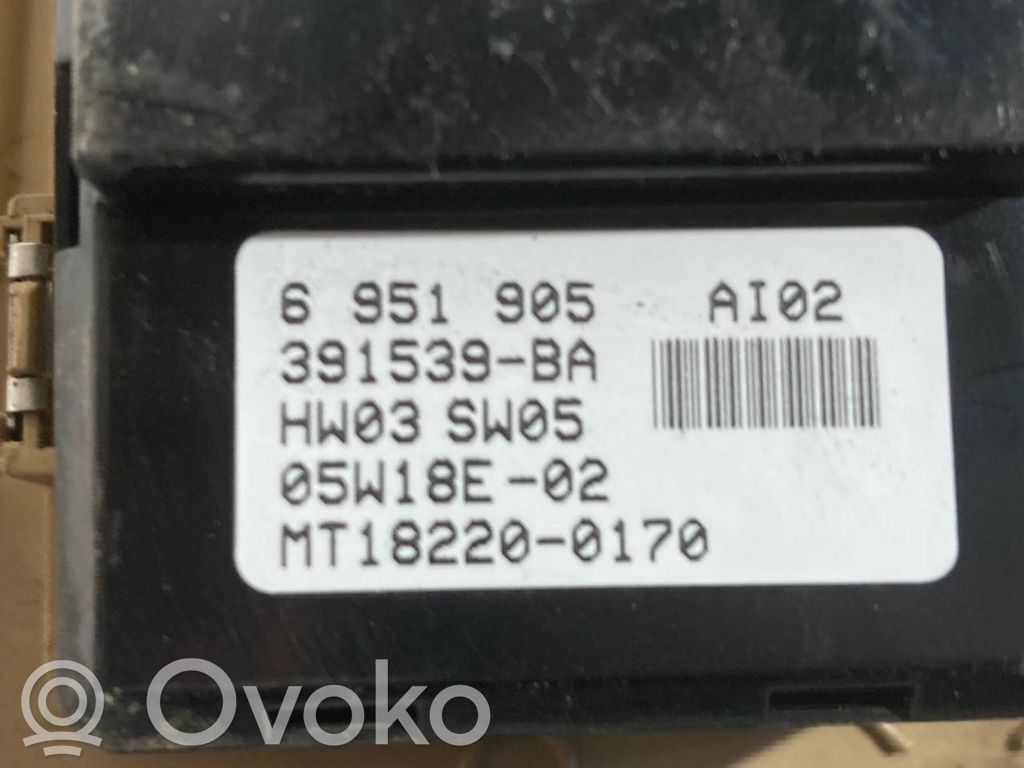 6 951 905 AI02
391539-BA
HW03 SW05
05W18E-02
MT18220-0170
Ovoko